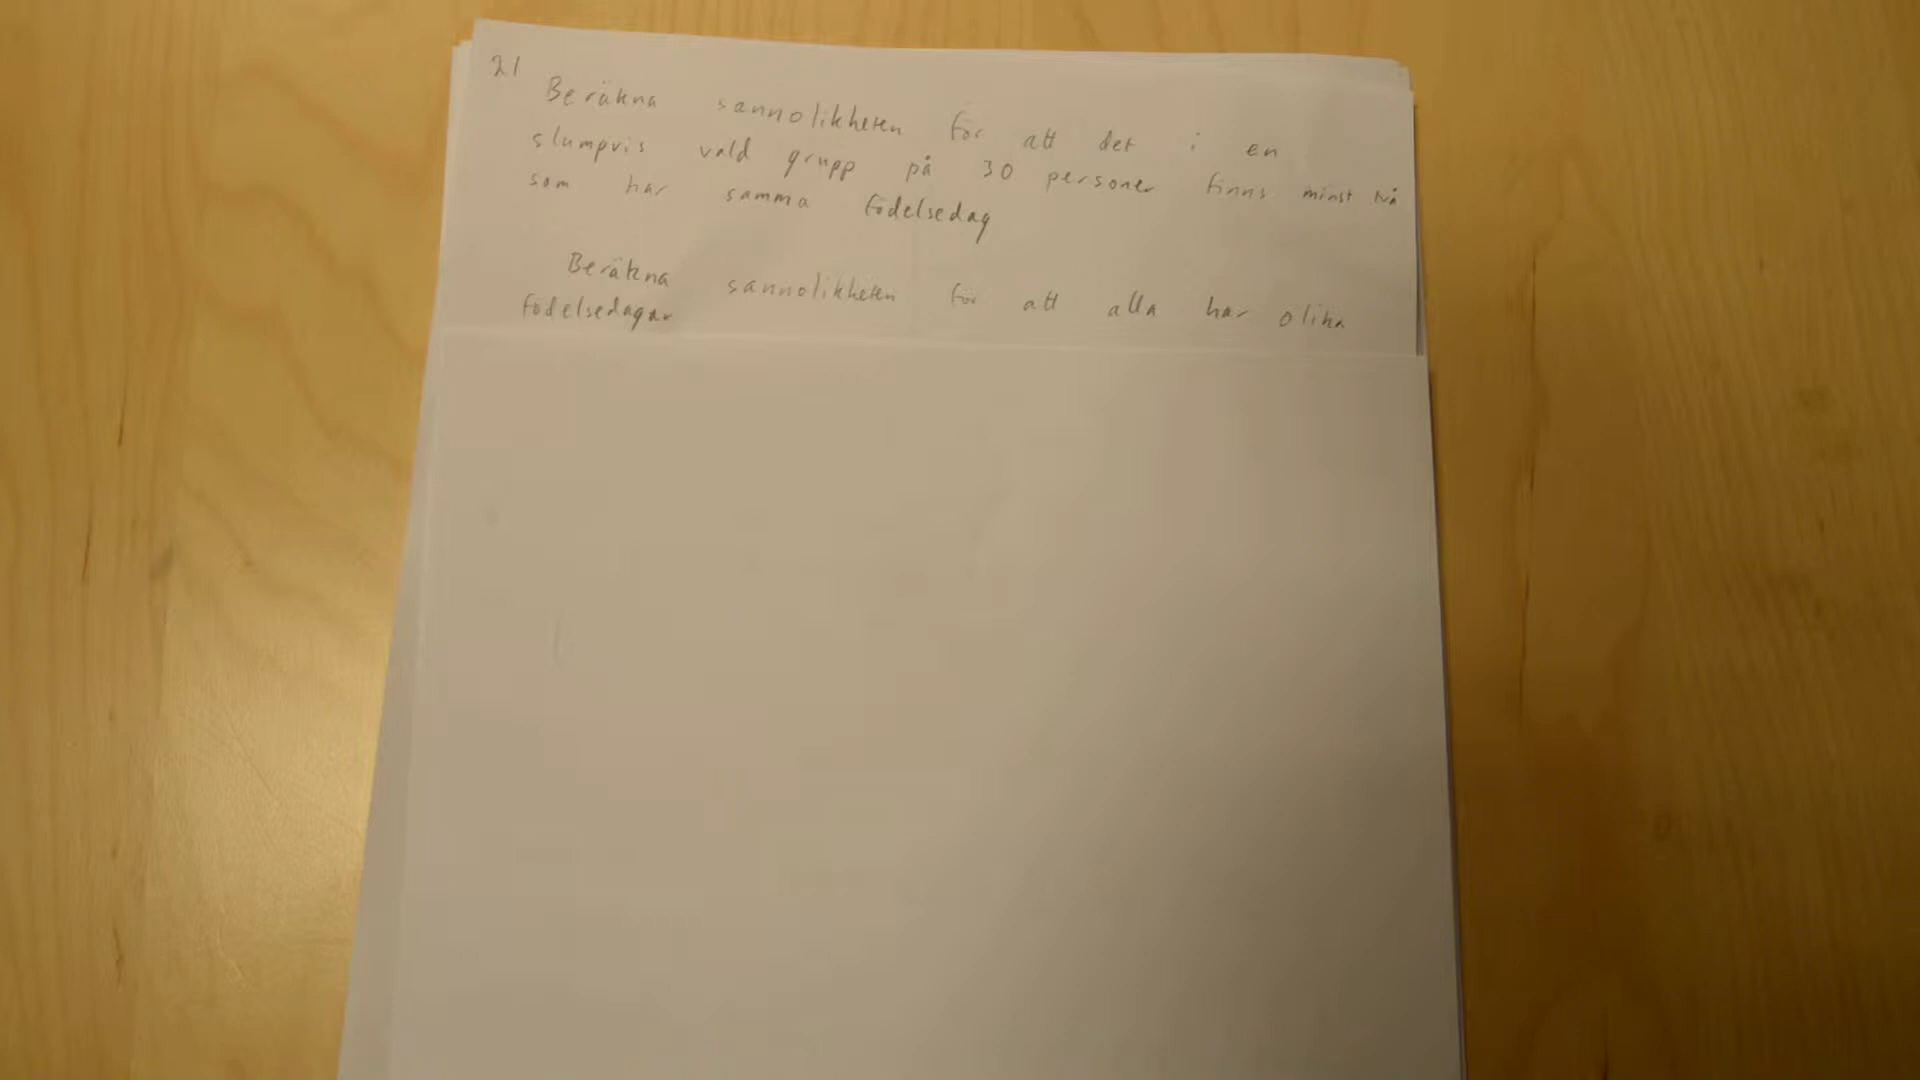 21
Beräkna sannolikheten för att det i en
slumpvis vald grupp på 30 personer finns minst två
som har samma födelsedag
Beräkna sannolikheten för att alla har olika
födelsedagar